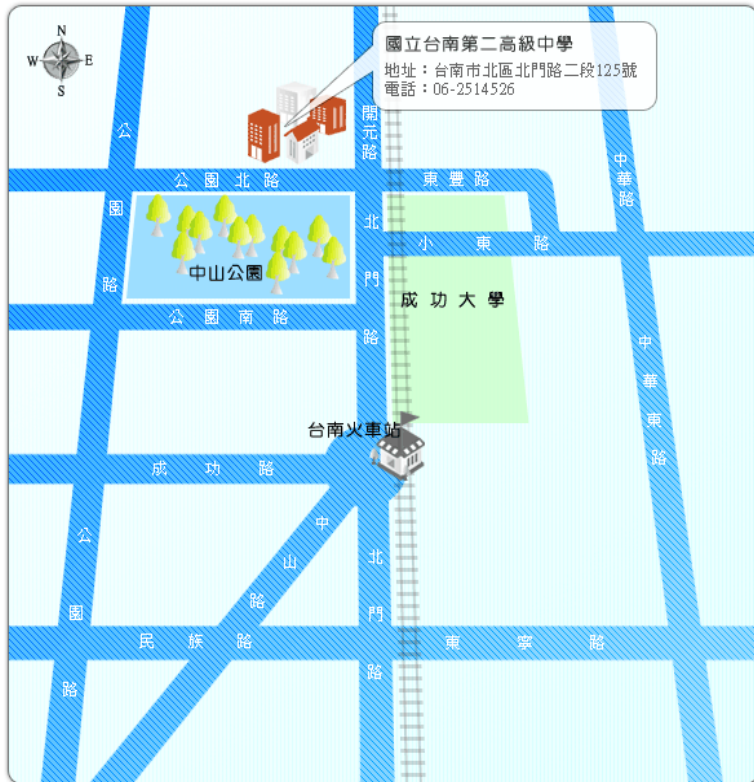 N
W
E
S
國立台南第二高級中學
地址：台南市北區北門路二段125號
電話：06-2514526
開元路
公園路
中華路
公園北路
東豐路
北門路
小東路
中山公園
成功大學
公園南路
中華東路
台南火車站
成功路
中山路
公園路
北門路
民族路
東寧路